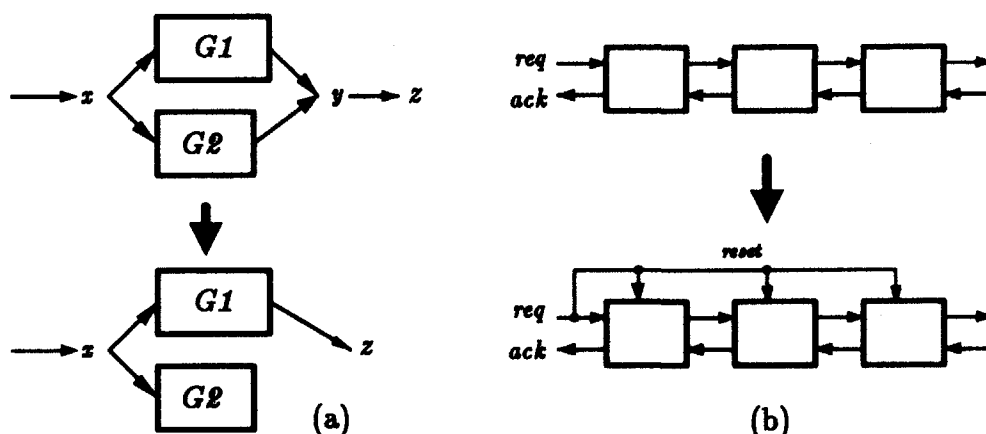 G1
x y z
G2
G1
x z
G2
(a)
req
ack
reset
req
ack
(b)